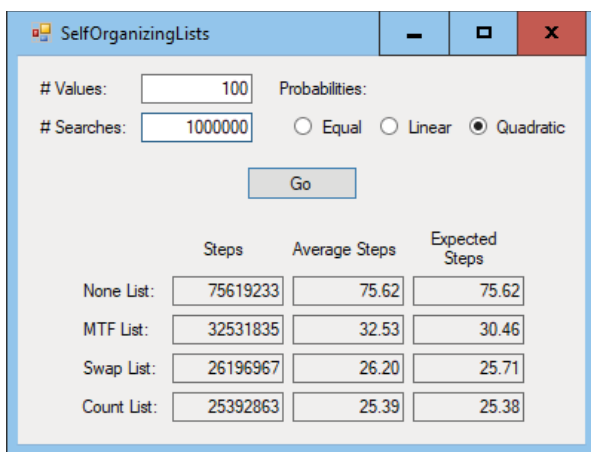 SelfOrganizingLists
# Values: 100 Probabilities:
# Searches: 1000000 Equal Linear Quadratic
Go
Steps Average Steps Expected Steps
None List: 75619233 75.62 75.62
MTF List: 32531835 32.53 30.46
Swap List: 26196967 26.20 25.71
Count List: 25392863 25.39 25.38